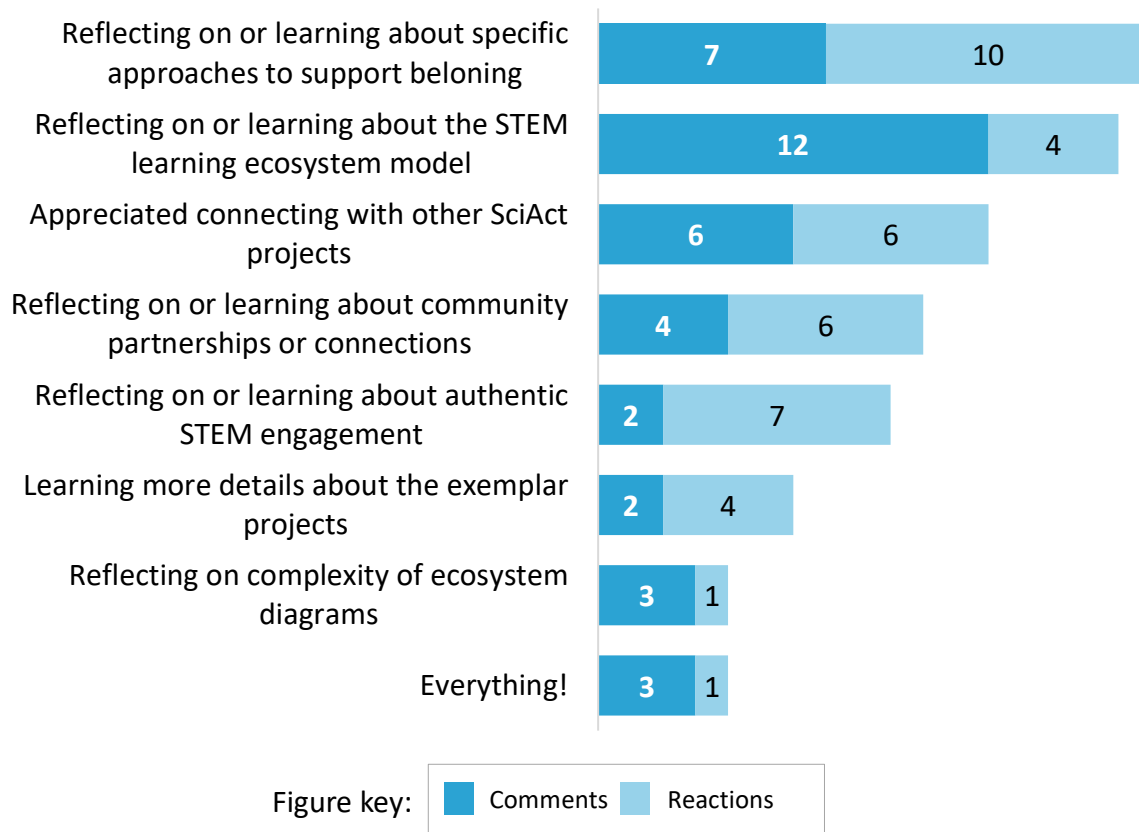 Reflecting on or learning about specific
approaches to support beloning
7 10
Reflecting on or learning about the STEM
learning ecosystem model
12 4
Appreciated connecting with other SciAct
projects
6 6
Reflecting on or learning about community
partnerships or connections
4 6
Reflecting on or learning about authentic
STEM engagement
2 7
Learning more details about the exemplar
projects
2 4
Reflecting on complexity of ecosystem
diagrams
3 1
Everything!
3 1
Figure key: Comments Reactions